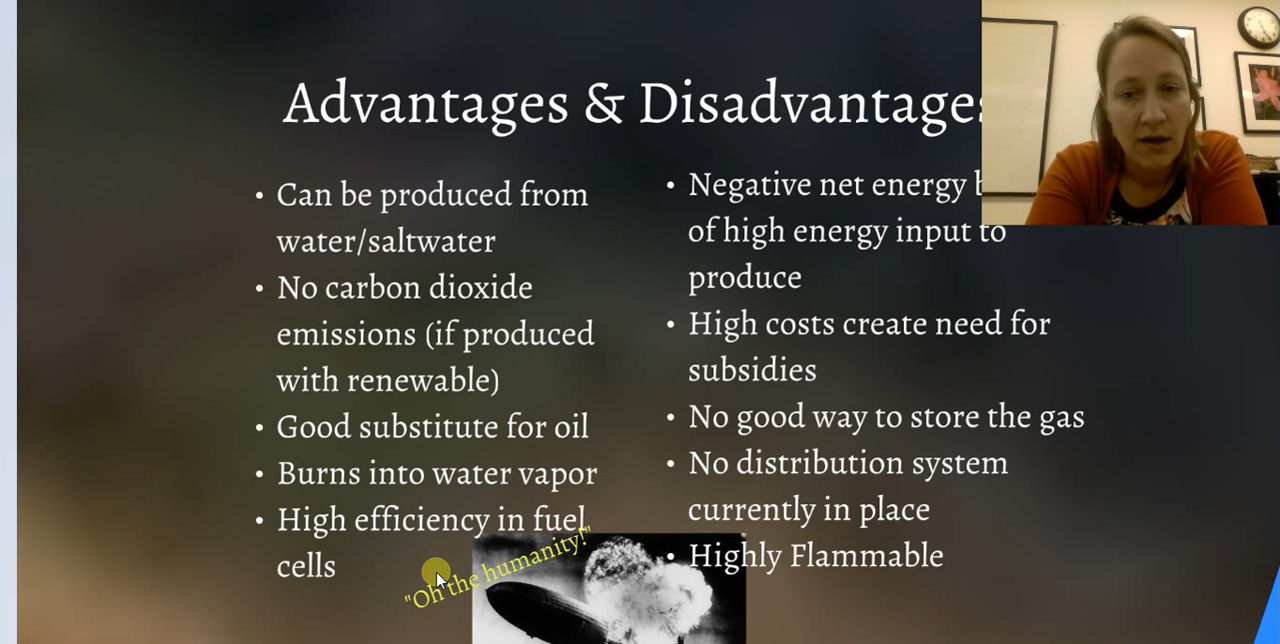 Advantages & Disadvantages
• Can be produced from
water/saltwater
• No carbon dioxide
emissions (if produced
with renewable)
• Good substitute for oil
• Burns into water vapor
• High efficiency in fuel
cells
• Negative net energy
of high energy input to
produce
• High costs create need for
subsidies
• No good way to store the gas
• No distribution system
currently in place
• Highly Flammable
"Oh the humanity!"